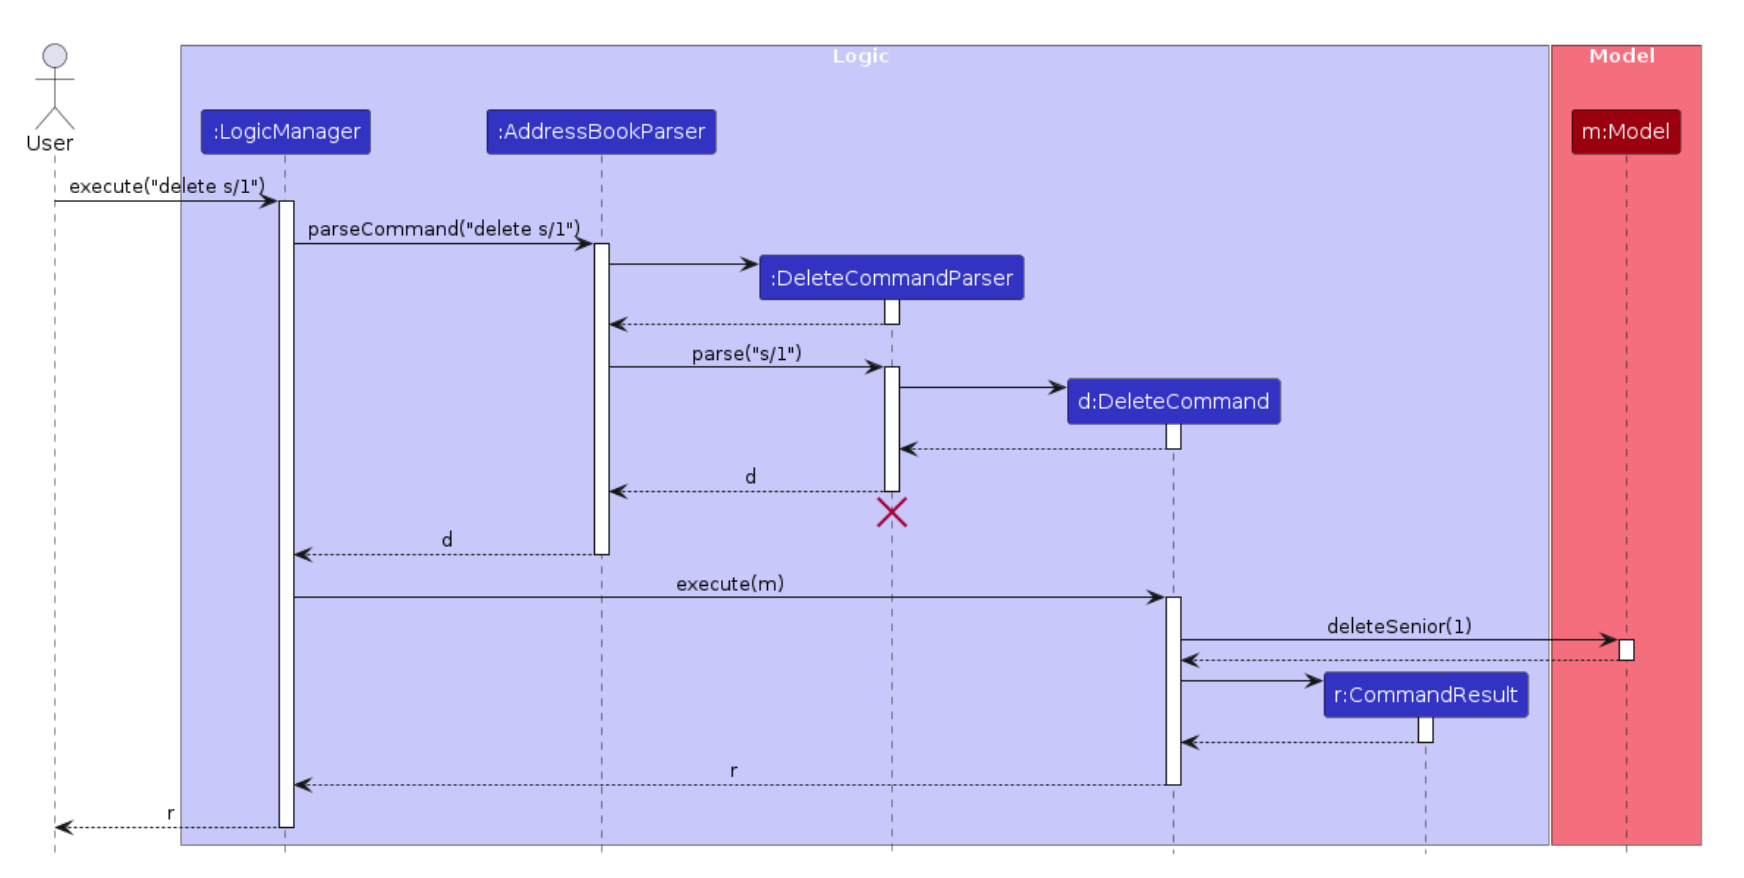 Logic
Model
User
:LogicManager
:AddressBookParser
m:Model
execute("delete s/1")
parseCommand("delete s/1")
:DeleteCommandParser
parse("s/1")
d:DeleteCommand
d
d
execute(m)
deleteSenior(1)
r:CommandResult
r
r